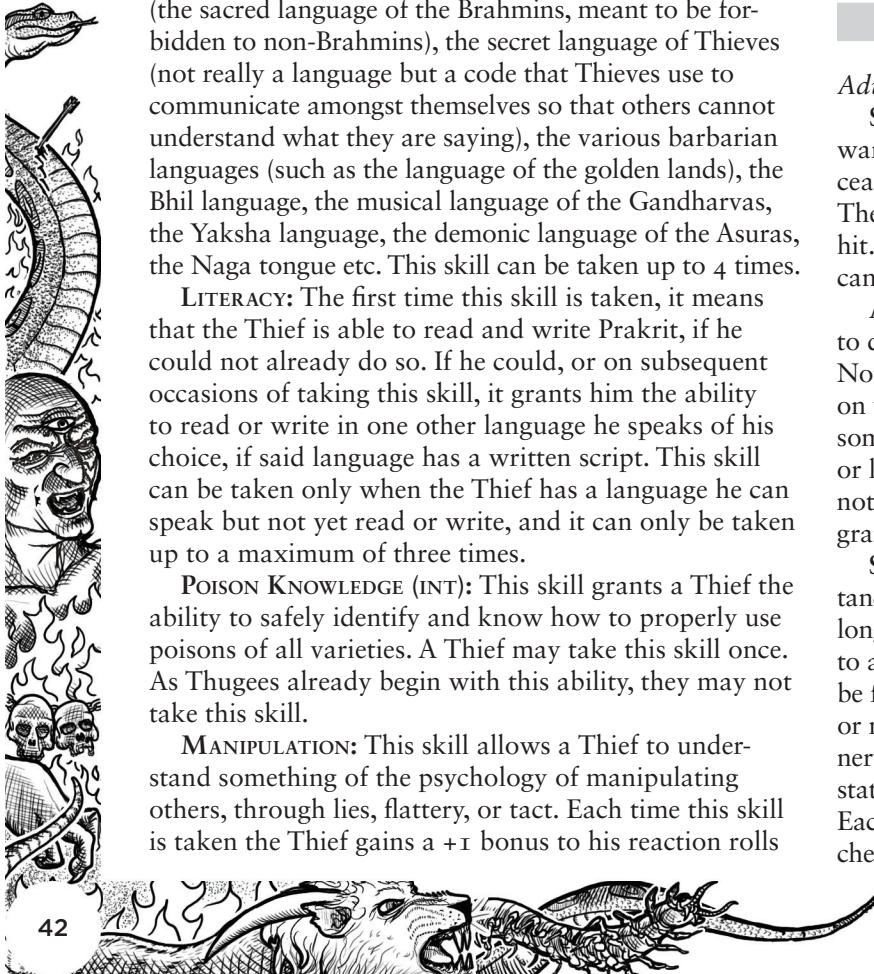 (the sacred language of the Brahmins, meant to be for-
bidden to non-Brahmins), the secret language of Thieves
(not really a language but a code that Thieves use to
communicate amongst themselves so that others cannot
understand what they are saying), the various barbarian
languages (such as the language of the golden lands), the
Bhil language, the musical language of the Gandharvas,
the Yaksha language, the demonic language of the Asuras,
the Naga tongue etc. This skill can be taken up to 4 times.
Literacy: The first time this skill is taken, it means
that the Thief is able to read and write Prakrit, if he
could not already do so. If he could, or on subsequent
occasions of taking this skill, it grants him the ability
to read or write in one other language he speaks of his
choice, if said language has a written script. This skill
can be taken only when the Thief has a language he can
speak but not yet read or write, and it can only be taken
up to a maximum of three times.
Poison Knowledge (int): This skill grants a Thief the
ability to safely identify and know how to properly use
poisons of all varieties. A Thief may take this skill once.
As Thugees already begin with this ability, they may not
take this skill.
Manipulation: This skill allows a Thief to under-
stand something of the psychology of manipulating
others, through lies, flattery, or tact. Each time this skill
is taken the Thief gains a +1 bonus to his reaction rolls
42
The
hit.
to
No
on
or
not
be
or